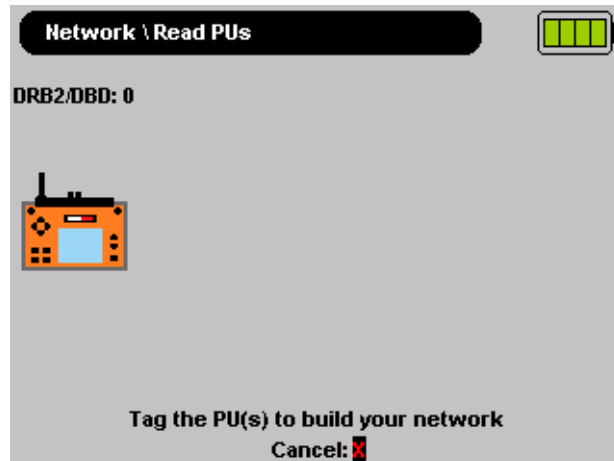 Network \ Read PUs
DRB2/DBD: 0
Tag the PU(s) to build your network
Cancel: X